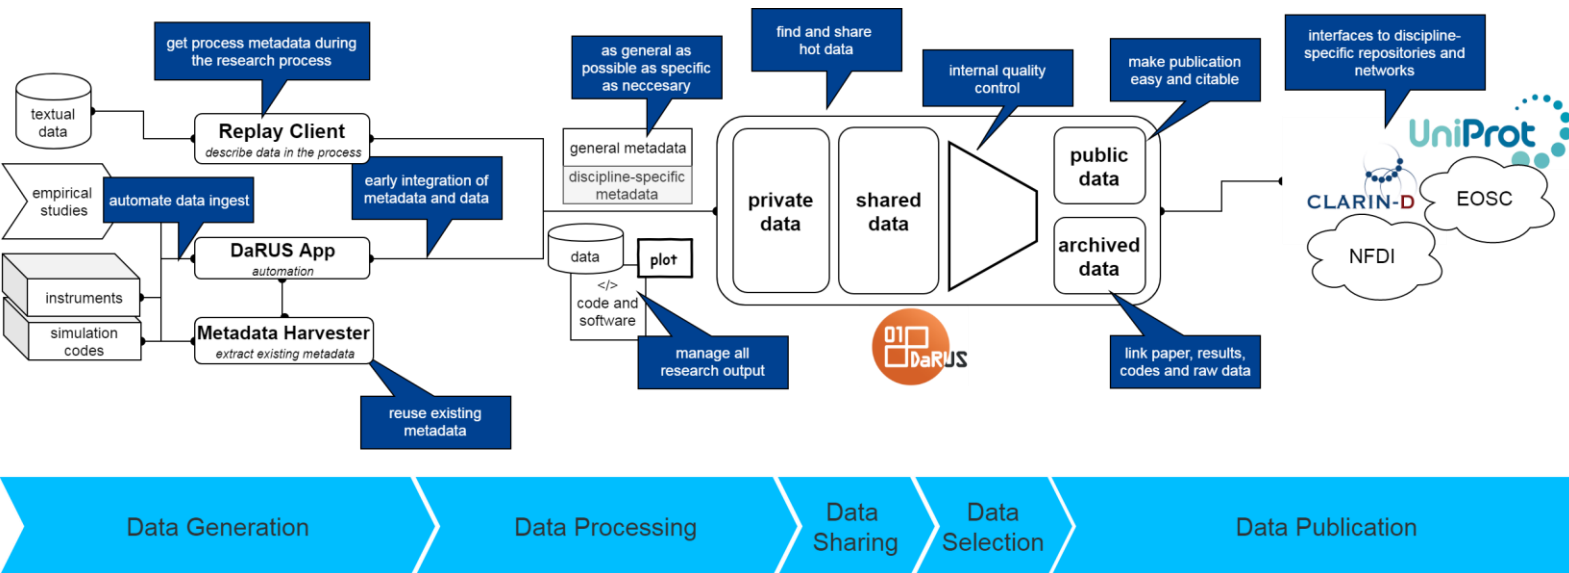 get process metadata during
the research process
as general as
possible as specific
as neccesary
find and share
hot data
internal quality
control
make publication
easy and citable
interfaces to discipline-
specific repositories and
networks
textual
data
Replay Client
describe data in the process
general metadata
discipline-specific
metadata
empirical
studies
automate data ingest
early integration of
metadata and data
private
data
shared
data
public
data
archived
data
UniProt
CLARIN-D
EOSC
NFDI
DaRUS App
automation
data
plot
</>
code and
software
instruments
simulation
codes
Metadata Harvester
extract existing metadata
manage all
research output
01
DaRUS
link paper, results,
codes and raw data
reuse existing
metadata
Data Generation
Data Processing
Data
Sharing
Data
Selection
Data Publication